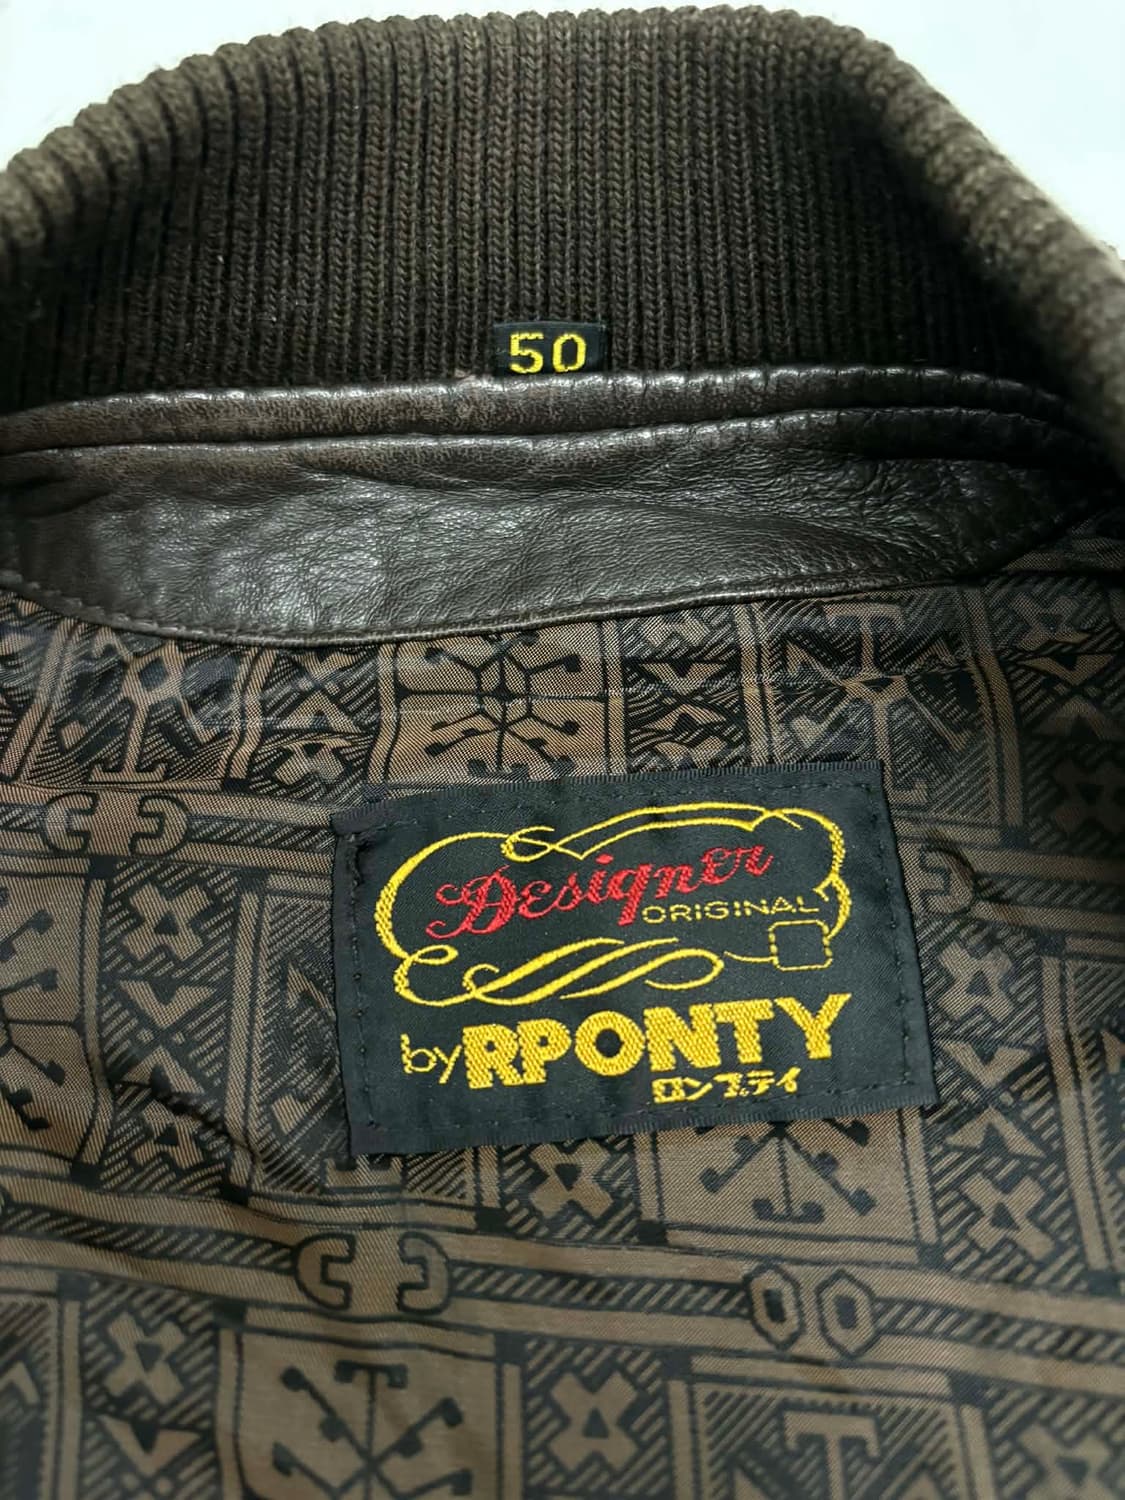 50
Designer
ORIGINAL
by RPONTY
ロンプティ